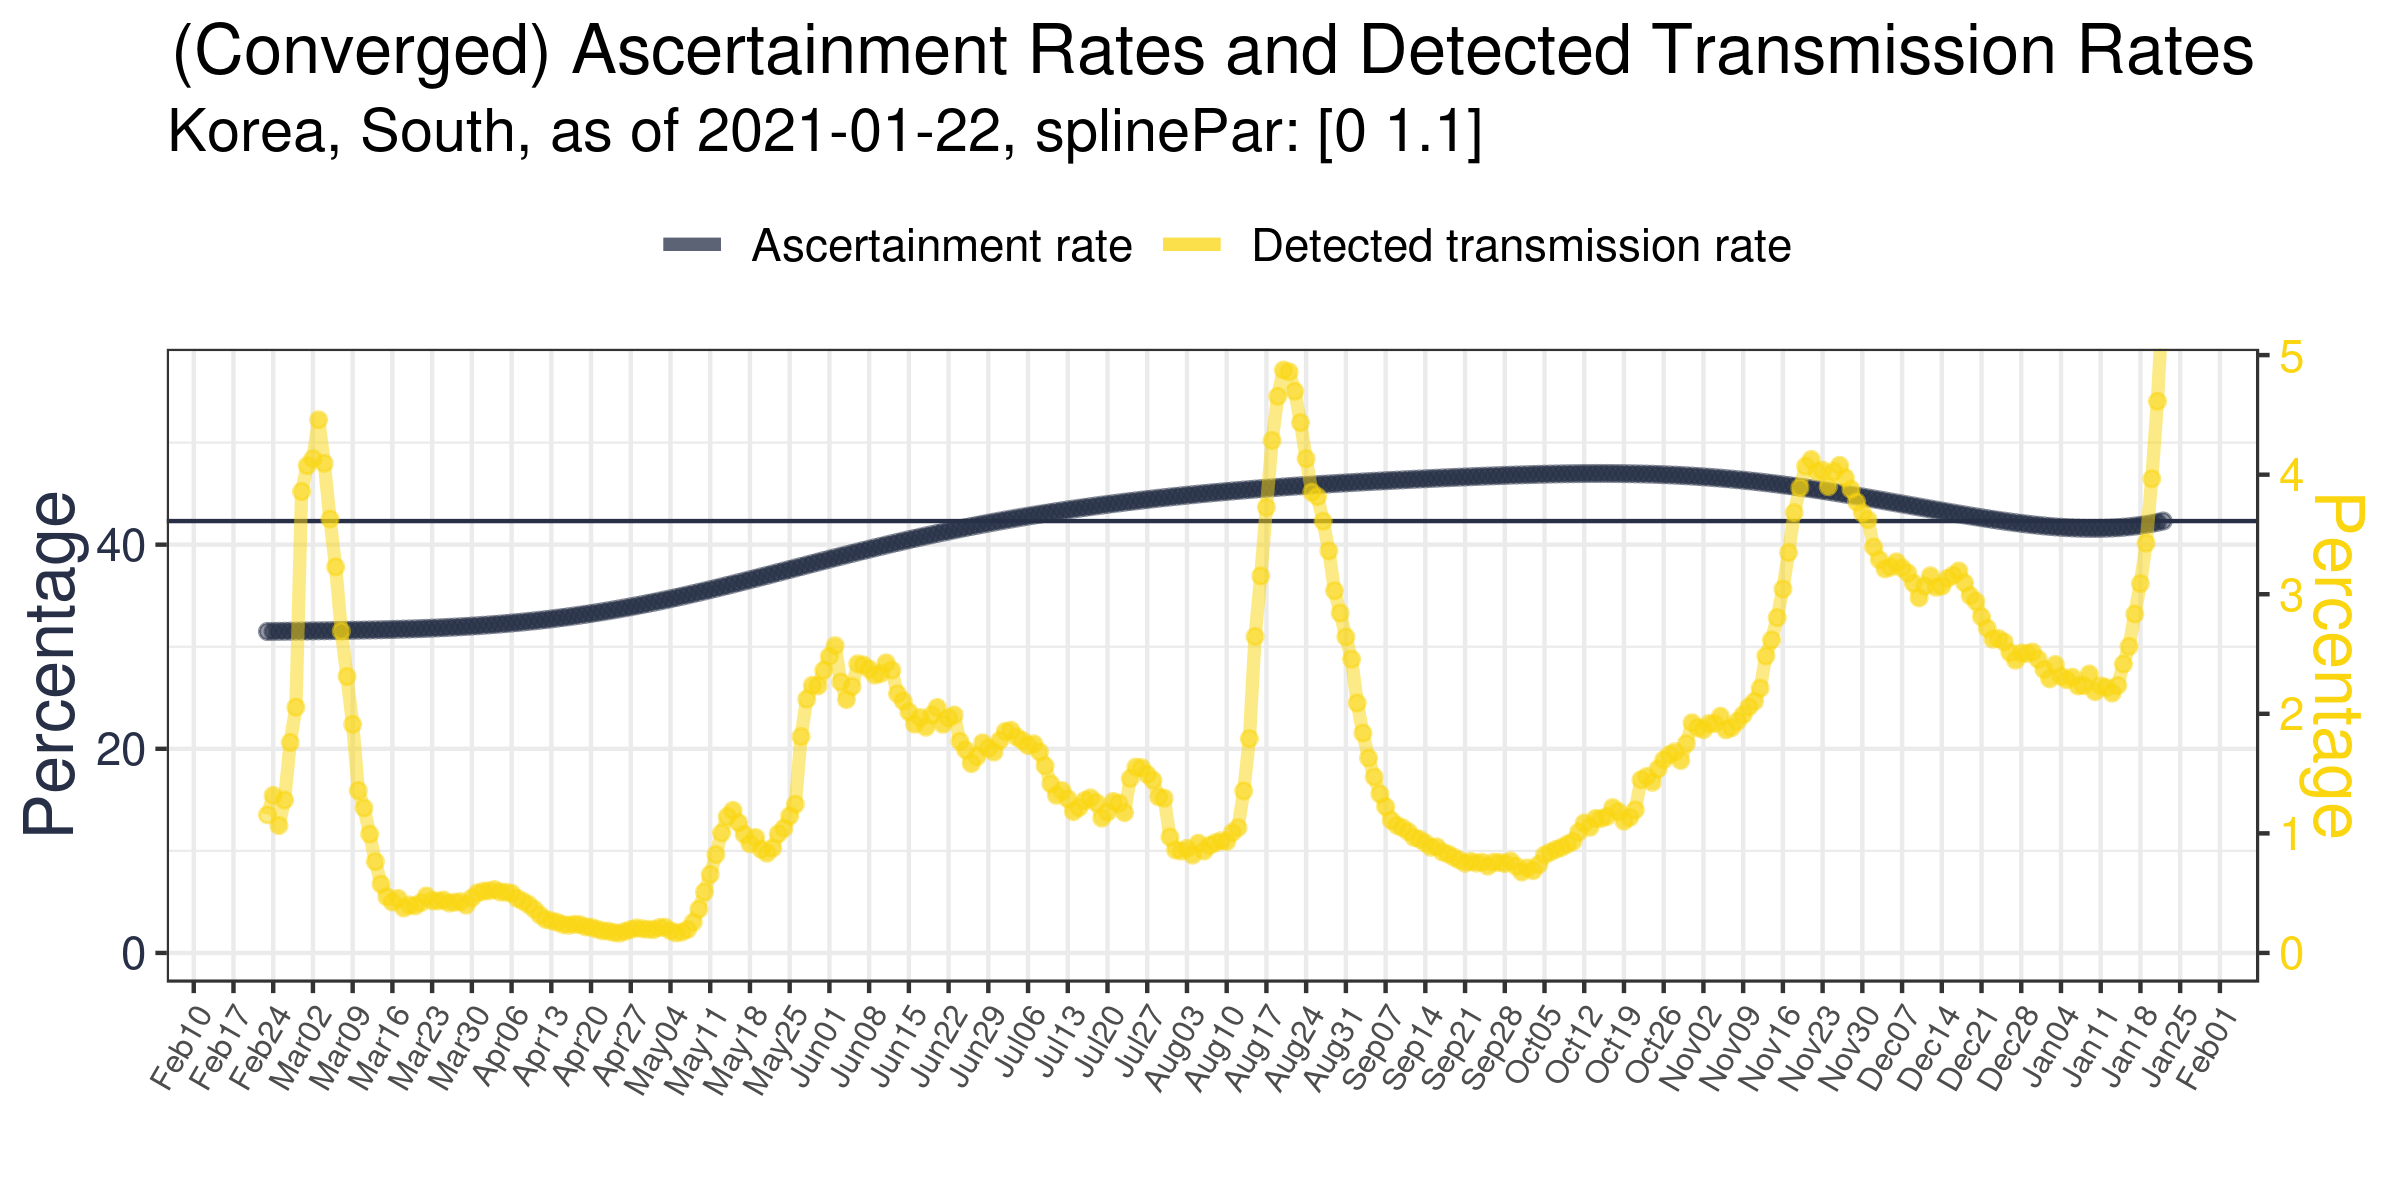 (Converged) Ascertainment Rates and Detected Transmission Rates
Korea, South, as of 2021-01-22, splinePar: [0 1.1]
Ascertainment rate
Detected transmission rate
Percentage
40
20
0
5
4
3
2
1
0
Percentage
Feb10
Feb17
Feb24
Mar02
Mar09
Mar16
Mar23
Mar30
Apr06
Apr13
Apr20
Apr27
May04
May11
May18
May25
Jun01
Jun08
Jun15
Jun22
Jun29
Jul06
Jul13
Jul20
Jul27
Aug03
Aug10
Aug17
Aug24
Aug31
Sep07
Sep14
Sep21
Sep28
Oct05
Oct12
Oct19
Oct26
Nov02
Nov09
Nov16
Nov23
Nov30
Dec07
Dec14
Dec21
Dec28
Jan04
Jan11
Jan18
Jan25
Feb01